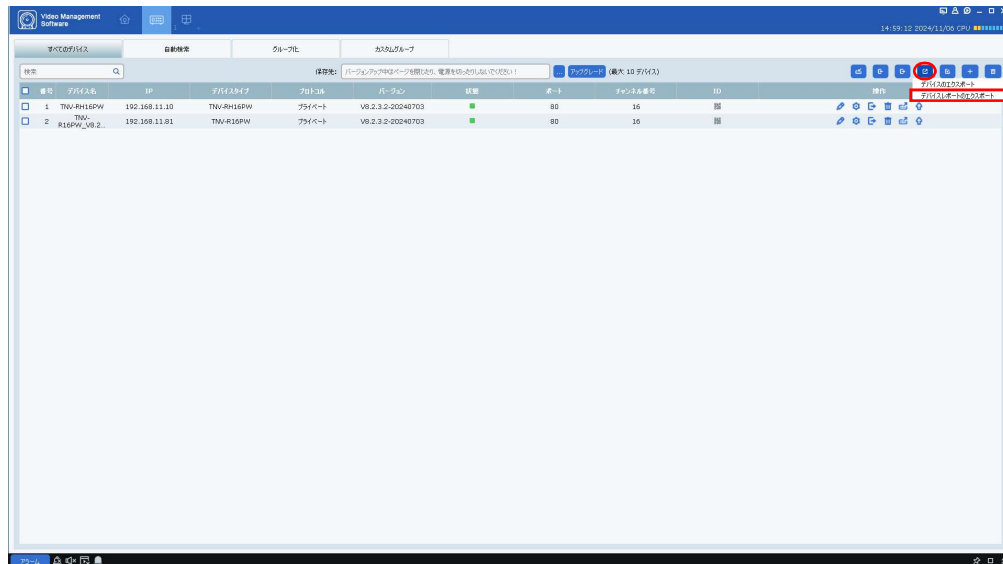 Video Management
Software
14:59:12 2024/11/06 CPU
すべてのデバイス 自動検索 グループ化 カスタムグループ
検索 保存先: バージョンアップ中はページを閉じたり、電源を切ったりしないでください! ... アップグレード (最大 10 デバイス)
デバイスのエクスポート
番号 デバイス名 IP デバイスタイプ プロトコル バージョン 状態 ポート チャンネル番号 ID 操作
デバイスレポートのエクスポート
1 TNV-RH16PW 192.168.11.10 TNV-RH16PW プライベート V8.2.3.2-20240703 80 16
2 TNV-R16PW_V8.2... 192.168.11.81 TNV-R16PW プライベート V8.2.3.2-20240703 80 16
アラーム